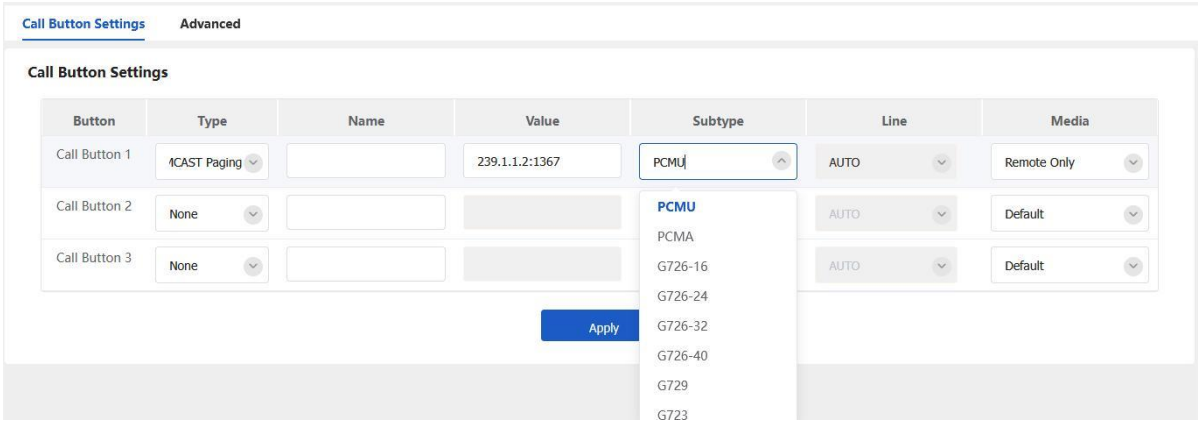 Call Button Settings Advanced
Call Button Settings
Button Type Name Value Subtype Line Media
Call Button 1 MCAST Paging 239.1.1.2:1367 PCMU AUTO Remote Only
Call Button 2 None AUTO Default
Call Button 3 None AUTO Default
PCMU
PCMA
G726-16
G726-24
G726-32
G726-40
G729
G723
Apply